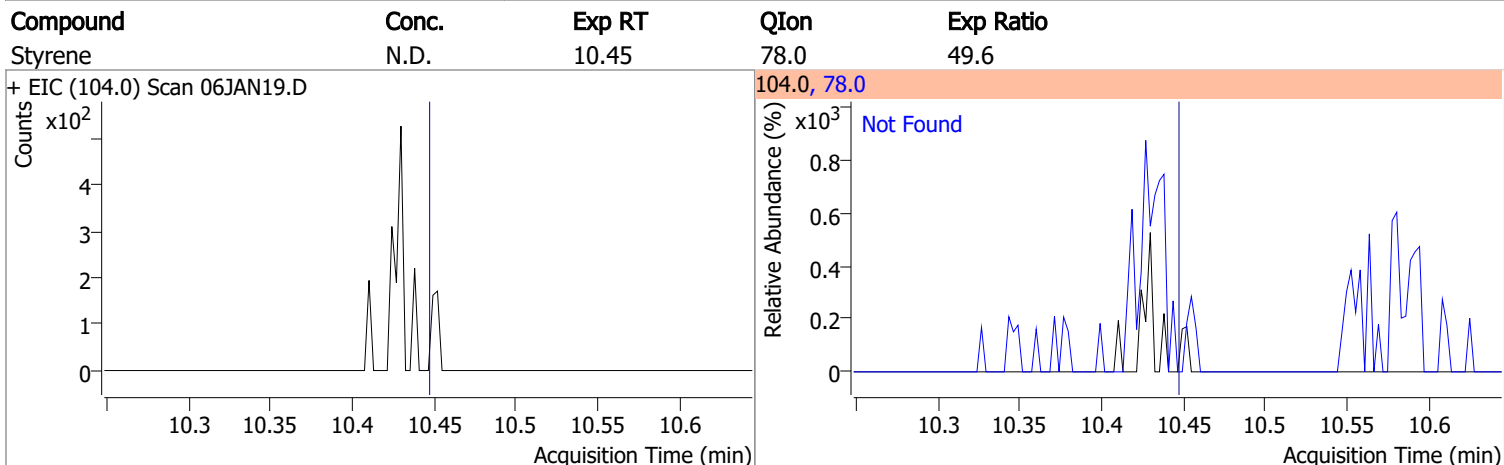 Compound Conc. Exp RT QIon Exp Ratio
Styrene N.D. 10.45 78.0 49.6
+ EIC (104.0) Scan 06JAN19.D
Counts
x10²
4
3
2
1
0
10.3 10.35 10.4 10.45 10.5 10.55 10.6
Acquisition Time (min)
104.0, 78.0
Relative Abundance (%)
x10³
Not Found
0.8
0.6
0.4
0.2
0
10.3 10.35 10.4 10.45 10.5 10.55 10.6
Acquisition Time (min)